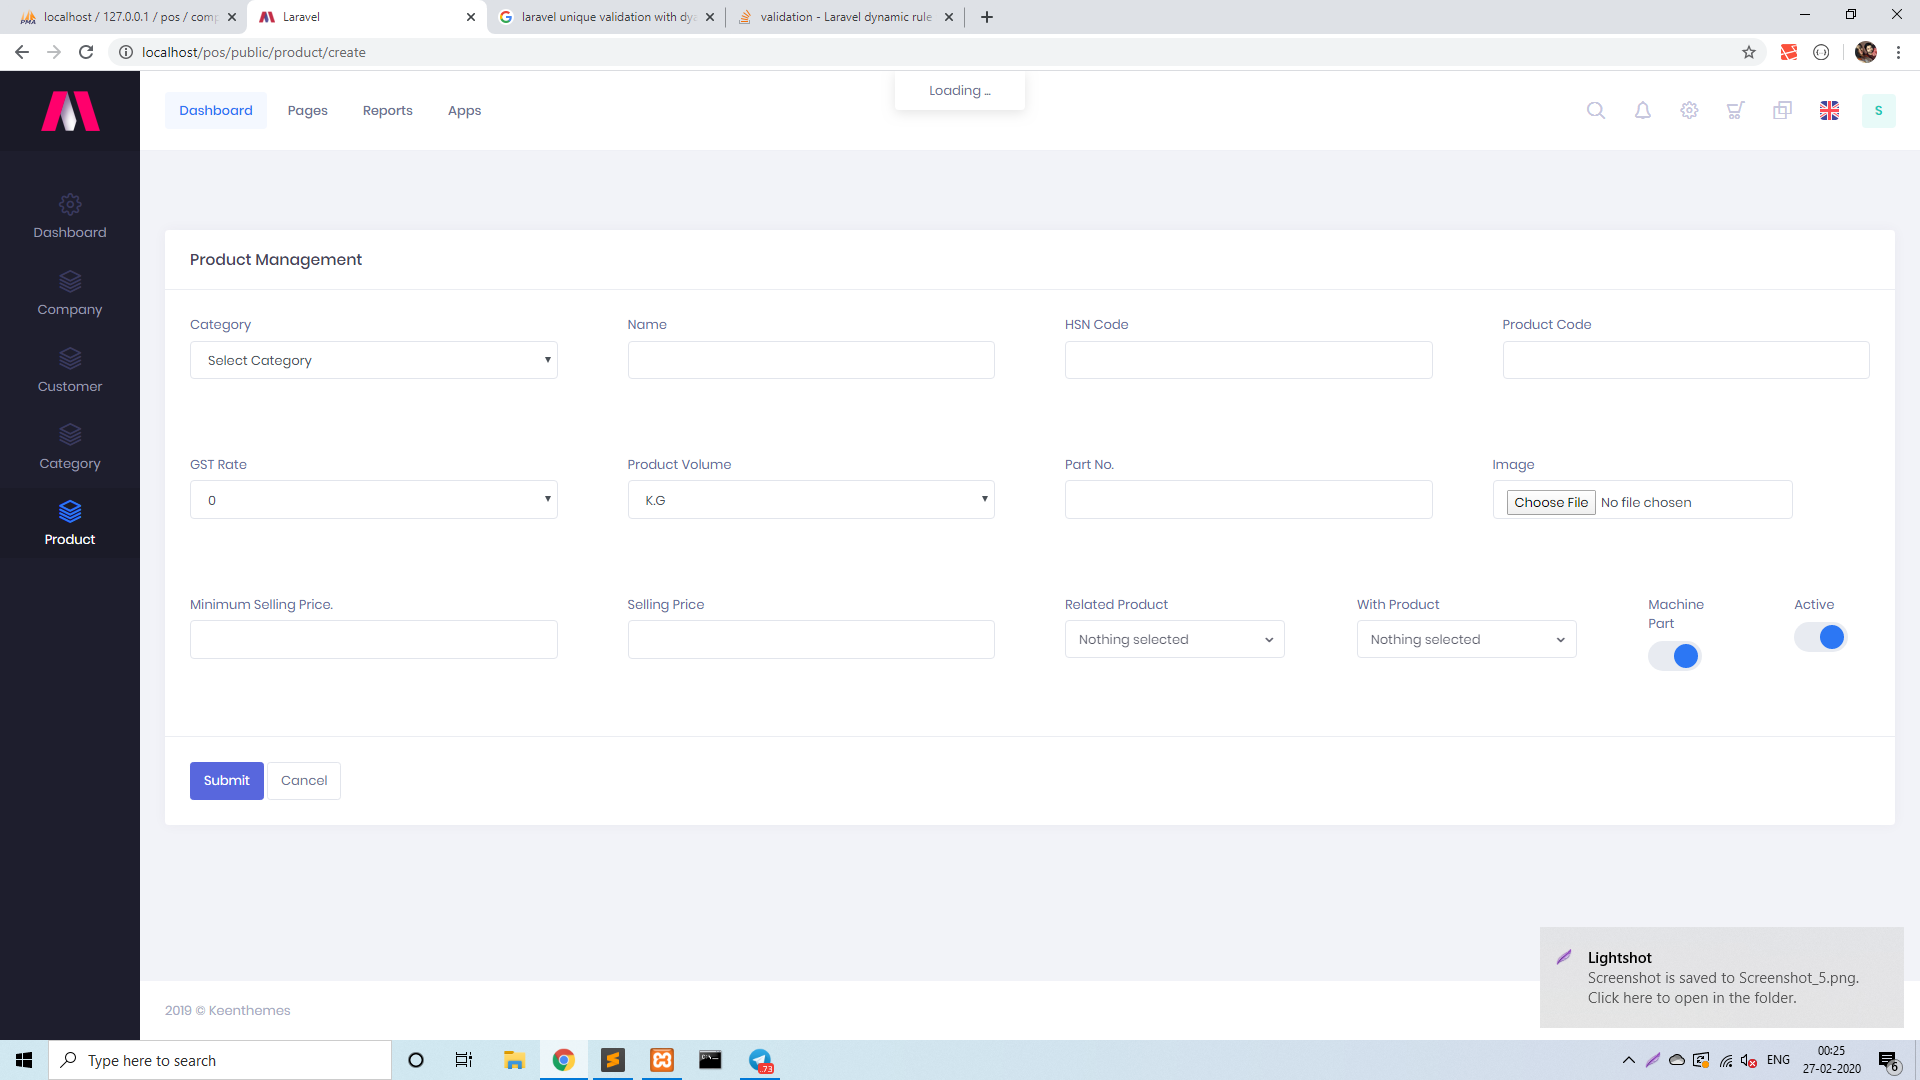 localhost / 127.0.0.1 / pos / comp
Laravel
laravel unique validation with dy
validation - Laravel dynamic rule
localhost/pos/public/product/create
Loading ...
Dashboard
Pages
Reports
Apps
S
Dashboard
Company
Customer
Category
Product
Product Management
Category
Name
HSN Code
Product Code
Select Category
GST Rate
Product Volume
Part No.
Image
0
K.G
Choose File
No file chosen
Minimum Selling Price.
Selling Price
Related Product
With Product
Machine
Part
Active
Nothing selected
Nothing selected
Submit
Cancel
Lightshot
Screenshot is saved to Screenshot_5.png.
Click here to open in the folder.
2019 © Keenthemes
Type here to search
..73
ENG
00:25
27-02-2020
6